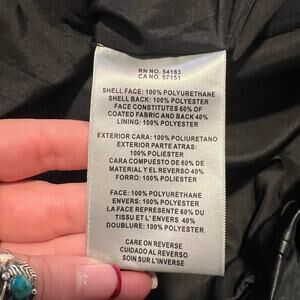 RN NO. 54163
CA NO. 57151
SHELL FACE: 100% POLYURETHANE
SHELL BACK: 100% POLYESTER
FACE CONSTITUTES 60% OF
COATED FABRIC AND BACK 40%
LINING: 100% POLYESTER
EXTERIOR CARA: 100% POLIURETANO
EXTERIOR PARTE ATRAS:
100% POLIESTER
CARA COMPUESTO DE 60% DE
MATERIAL Y EL REVERSO 40%
FORRO: 100% POLIESTER
FACE: 100% POLYURÉTHANE
ENVERS: 100% POLYESTER
LA FACE REPRÉSENTE 60% DU
TISSU ET L' ENVERS 40%
DOUBLURE: 100% POLYESTER
CARE ON REVERSE
CUIDADO AL REVERSO
SOIN SUR L'INVERSE